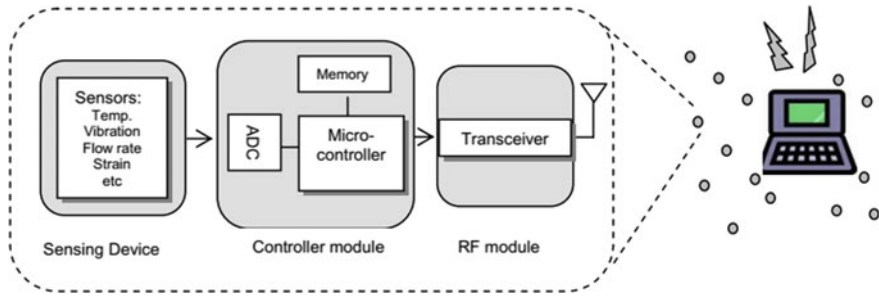 Sensors:
Temp.
Vibration
Flow rate
Strain
etc
Sensing Device
ADC
Memory
Micro-
controller
Controller module
Transceiver
RF module